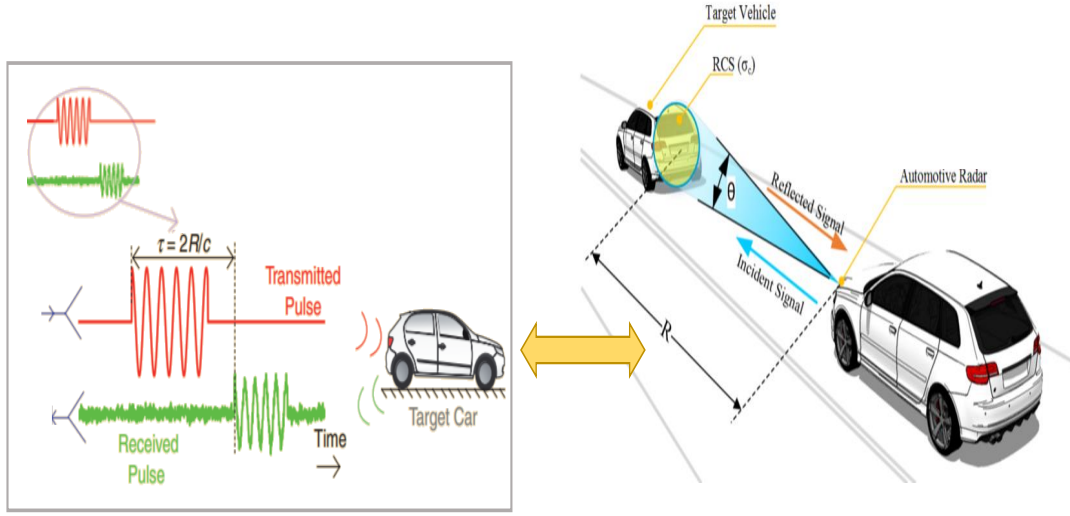 τ = 2R/c
Transmitted
Pulse
Received
Pulse
Time
Target Car
Target Vehicle
RCS (σc)
θ
Automotive Radar
Reflected Signal
Incident Signal
R